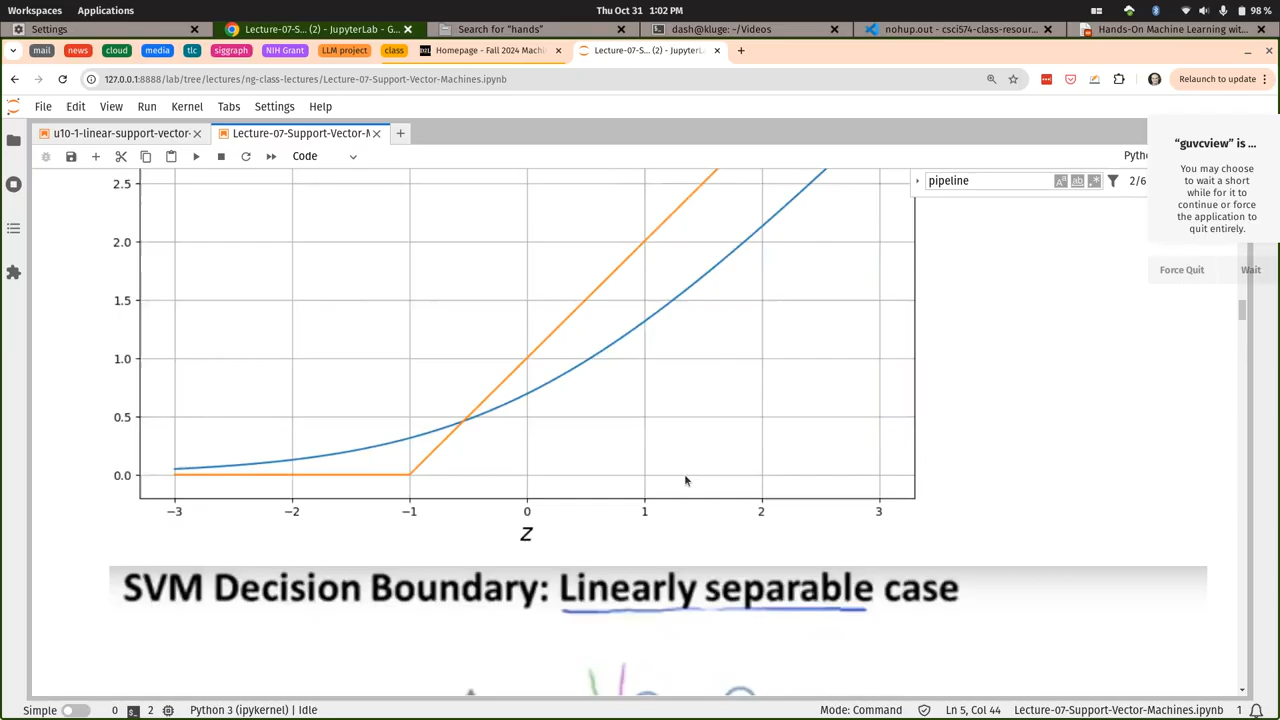 Workspaces Applications Thu Oct 31 1:02 PM 98 %
Settings Lecture-07-Support-Vector-Machines.ipynb (2) - JupyterLab - G... Search for "hands" dash@kluge: ~/Videos nohup.out - csci574-class-resour... Hands-On Machine Learning wit...
mail news cloud media tlc siggraph NIH Grant LLM project class Homepage - Fall 2024 Machi Lecture-07-S... (2) - JupyterL
127.0.0.1:8888/lab/tree/lectures/ng-class-lectures/Lecture-07-Support-Vector-Machines.ipynb Relaunch to update
File Edit View Run Kernel Tabs Settings Help
u10-1-linear-support-vector- Lecture-07-Support-Vector-M
Code Pyth
"guvcview" is ...
You may choose
to wait a short
while for it to
continue or force
the application to
quit entirely.
Force Quit Wait
pipeline 2/6
2.5
2.0
1.5
1.0
0.5
0.0
−3 −2 −1 0 1 2 3
z
SVM Decision Boundary: Linearly separable case
Simple 0 2 Python 3 (ipykernel) | Idle Mode: Command Ln 5, Col 44 Lecture-07-Support-Vector-Machines.ipynb 1